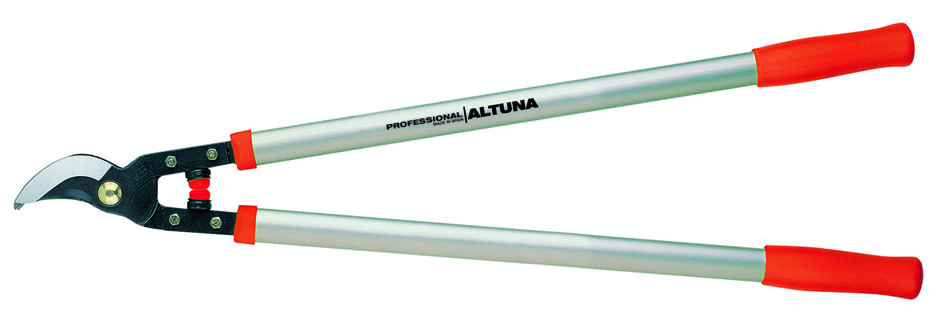 PROFESSIONAL | ALTUNA
MADE IN SPAIN